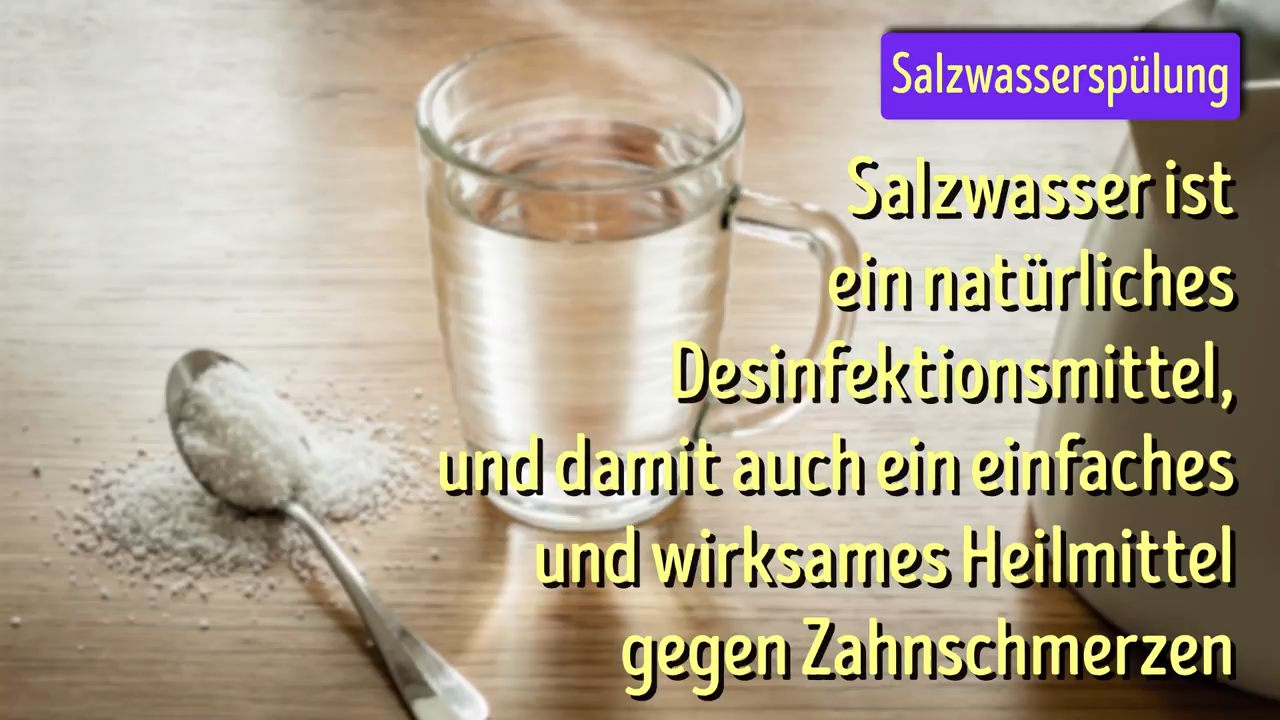 Salzwasserspülung
Salzwasser ist
ein natürliches
Desinfektionsmittel,
und damit auch ein einfaches
und wirksames Heilmittel
gegen Zahnschmerzen